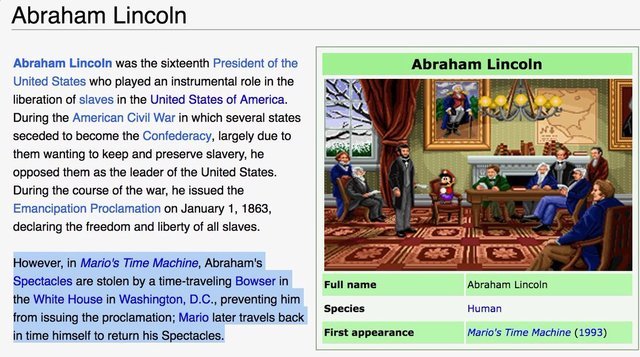 Abraham Lincoln
Abraham Lincoln was the sixteenth President of the
United States who played an instrumental role in the
liberation of slaves in the United States of America.
During the American Civil War in which several states
seceded to become the Confederacy, largely due to
them wanting to keep and preserve slavery, he
opposed them as the leader of the United States.
During the course of the war, he issued the
Emancipation Proclamation on January 1, 1863,
declaring the freedom and liberty of all slaves.
However, in Mario's Time Machine, Abraham's
Spectacles are stolen by a time-traveling Bowser in
the White House in Washington, D.C., preventing him
from issuing the proclamation; Mario later travels back
in time himself to return his Spectacles.
Abraham Lincoln
Full name Abraham Lincoln
Species Human
First appearance Mario's Time Machine (1993)